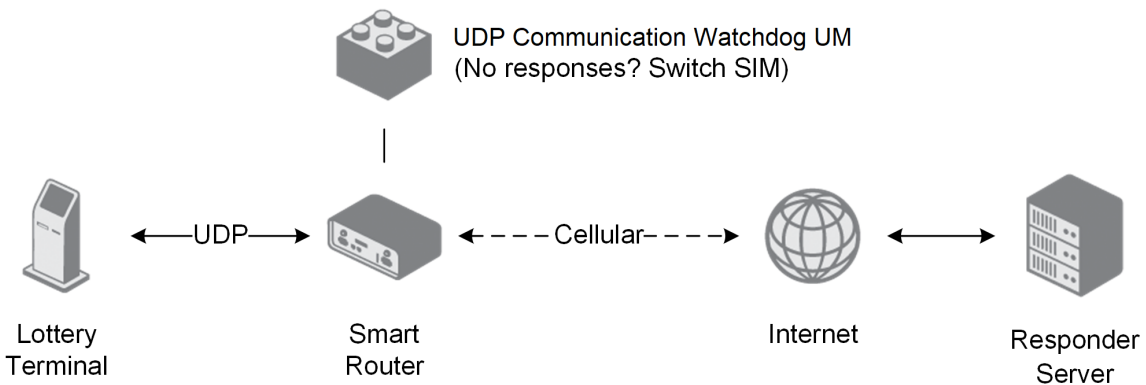 UDP Communication Watchdog UM
(No responses? Switch SIM)
UDP
Cellular
Lottery
Terminal
Smart
Router
Internet
Responder
Server